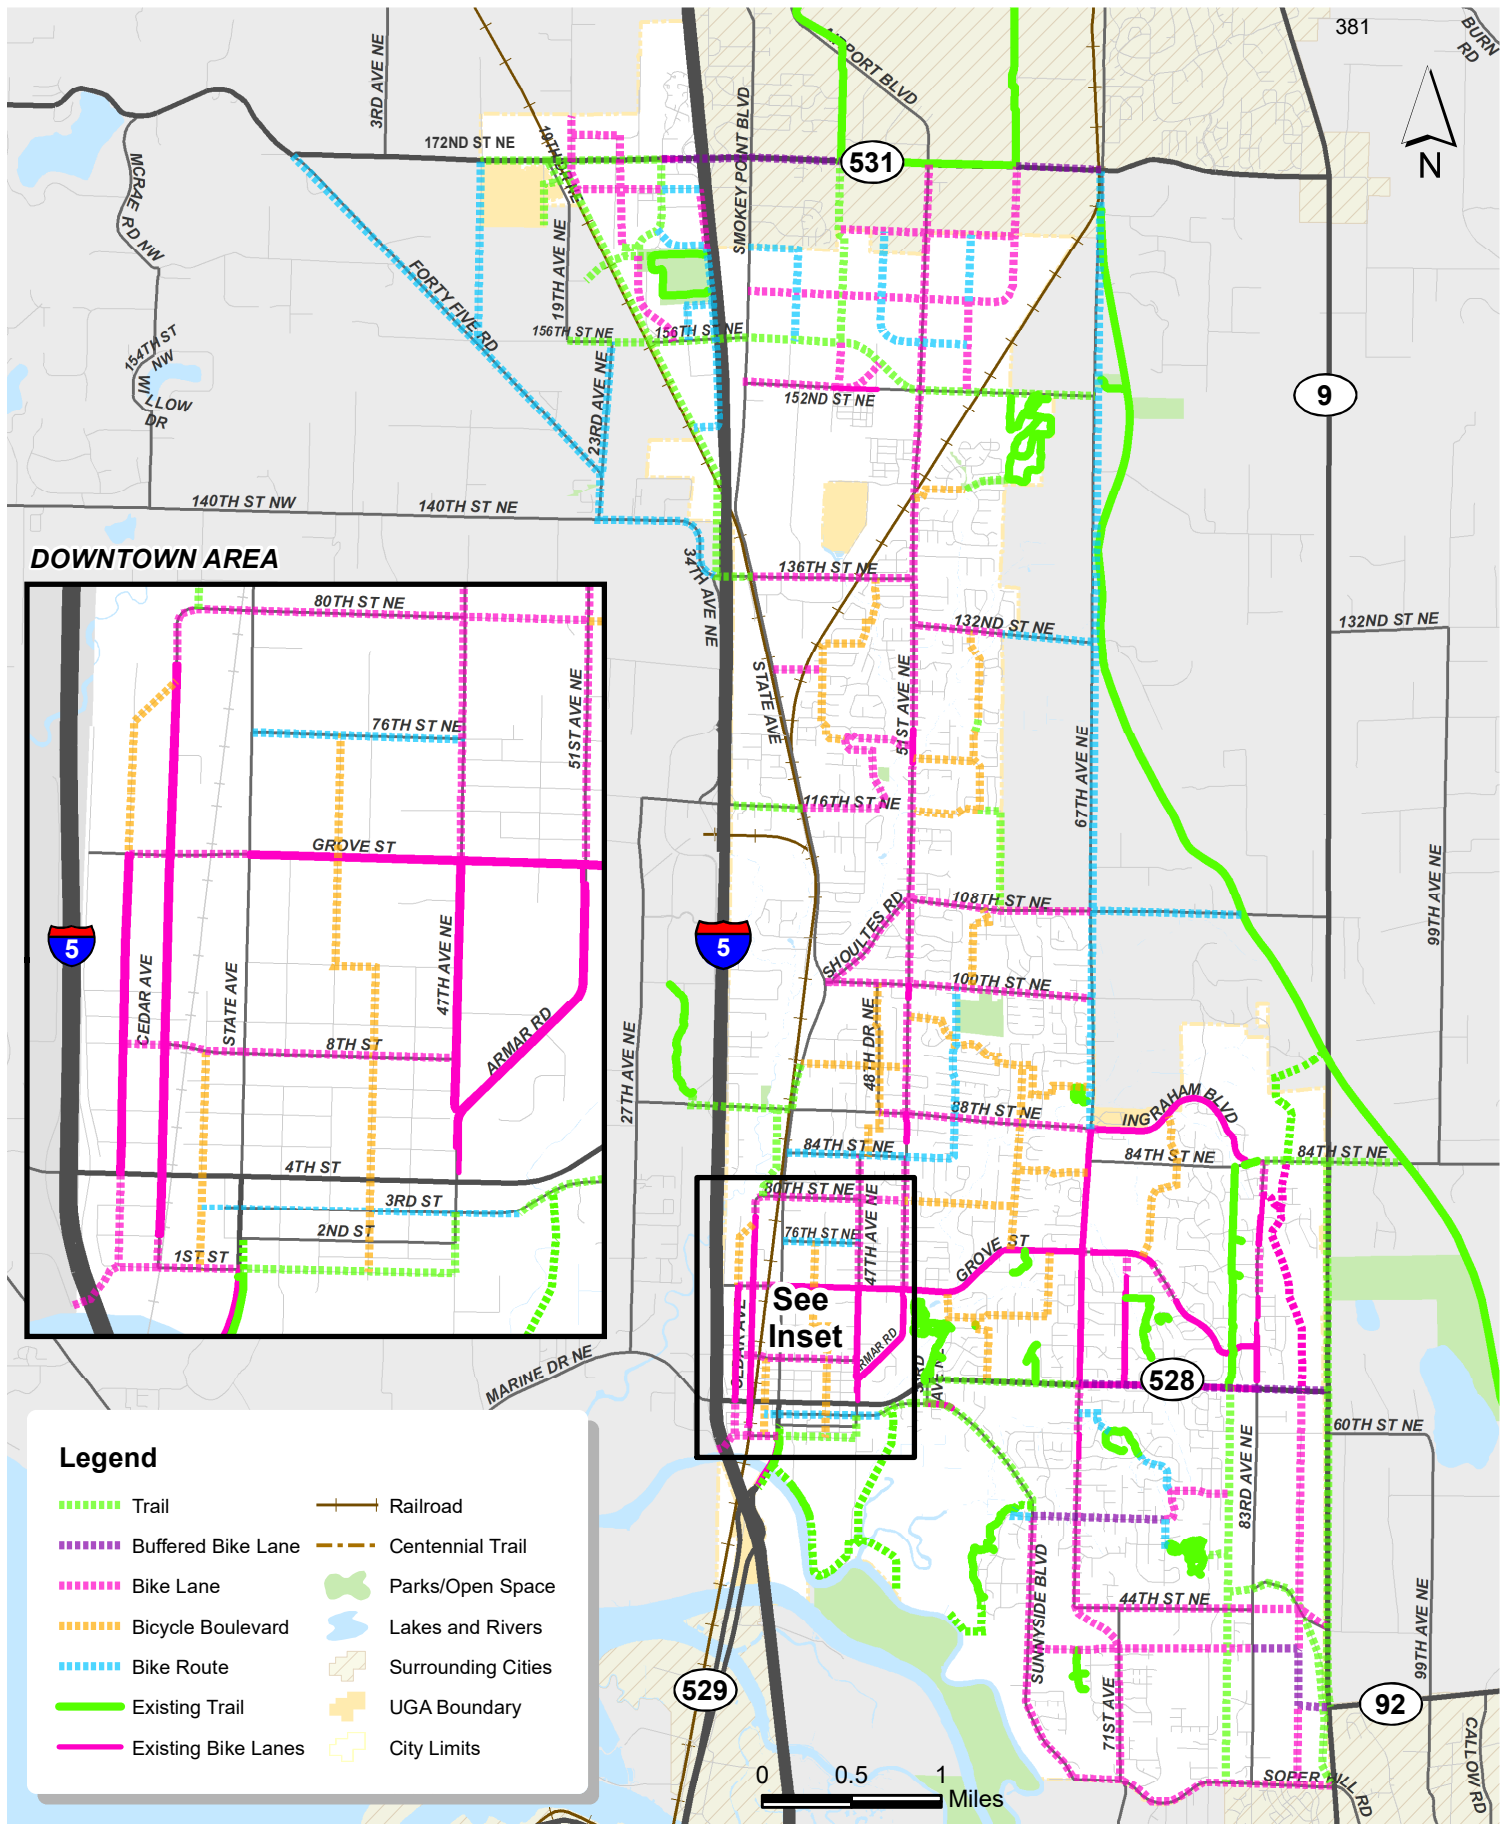 381
BURN
RD
AIRPORT BLVD
3RD AVE NE
N
172ND ST NE
531
19TH DR NE
SMOKEY POINT BLVD
MCRAE RD NW
19TH AVE NE
FORTY FIVE RD
156TH ST NE
156TH ST NE
154TH ST
NW
WILLOW
DR
23RD AVE NE
152ND ST NE
9
140TH ST NW
140TH ST NE
34TH AVE NE
136TH ST NE
132ND ST NE
132ND ST NE
STATE AVE
51ST AVE NE
67TH AVE NE
116TH ST NE
99TH AVE NE
108TH ST NE
SHOULTES RD
5
100TH ST NE
27TH AVE NE
48TH DR NE
88TH ST NE
INGRAHAM BLVD
84TH ST NE
84TH ST NE
84TH ST NE
80TH ST NE
76TH ST NE
47TH AVE NE
GROVE ST
See
Inset
CEDAR AVE
ARMAR RD
AVE NE
528
MARINE DR NE
60TH ST NE
83RD AVE NE
SUNNYSIDE BLVD
44TH ST NE
71ST AVE
99TH AVE NE
529
92
SOPER HILL RD
CALLOW RD
0
0.5
1
Miles
DOWNTOWN AREA
80TH ST NE
51ST AVE NE
76TH ST NE
GROVE ST
5
CEDAR AVE
STATE AVE
47TH AVE NE
ARMAR RD
8TH ST
4TH ST
3RD ST
2ND ST
1ST ST
Legend
Trail
Buffered Bike Lane
Bike Lane
Bicycle Boulevard
Bike Route
Existing Trail
Existing Bike Lanes
Railroad
Centennial Trail
Parks/Open Space
Lakes and Rivers
Surrounding Cities
UGA Boundary
City Limits